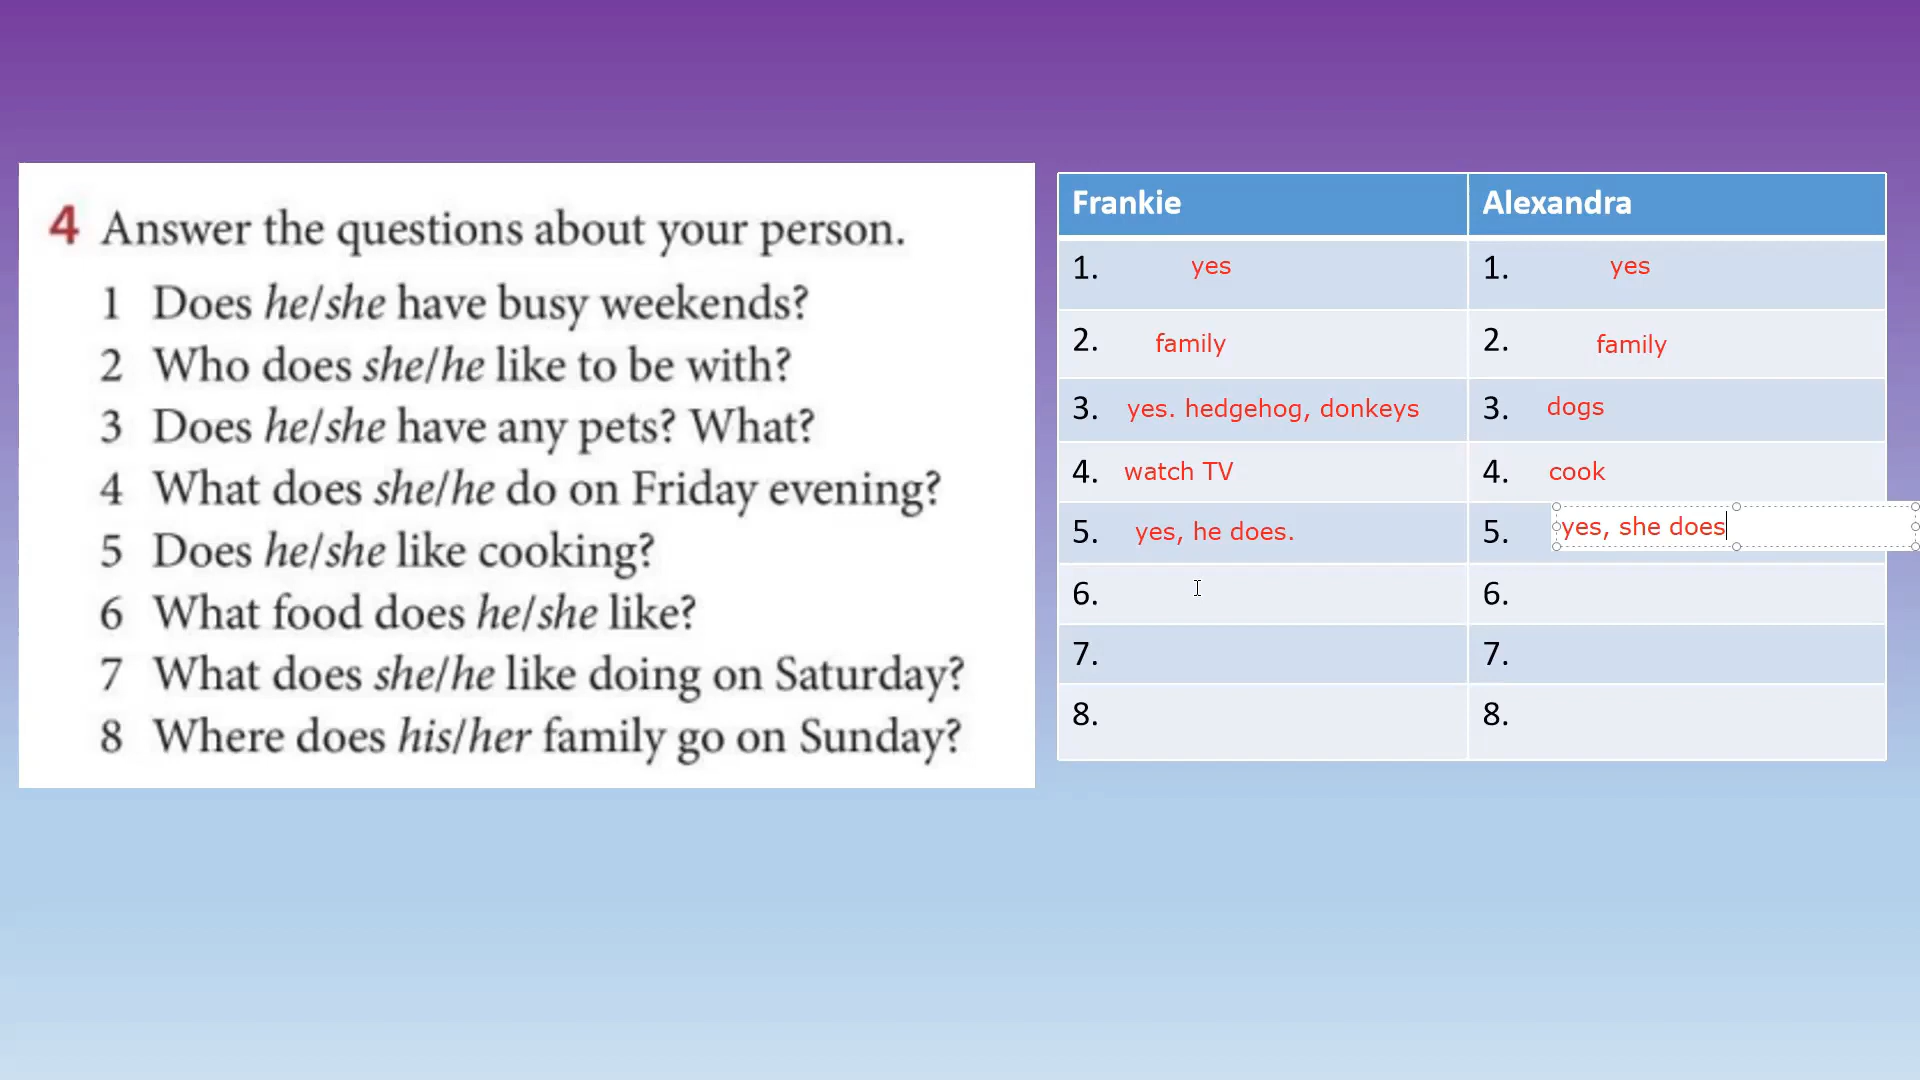 4 Answer the questions about your person.
1 Does he/she have busy weekends?
2 Who does she/he like to be with?
3 Does he/she have any pets? What?
4 What does she/he do on Friday evening?
5 Does he/she like cooking?
6 What food does he/she like?
7 What does she/he like doing on Saturday?
8 Where does his/her family go on Sunday?
Frankie Alexandra
1. yes 1. yes
2. family 2. family
3. yes. hedgehog, donkeys 3. dogs
4. watch TV 4. cook
5. yes, he does. 5. yes, she does
6. 6.
7. 7.
8. 8.